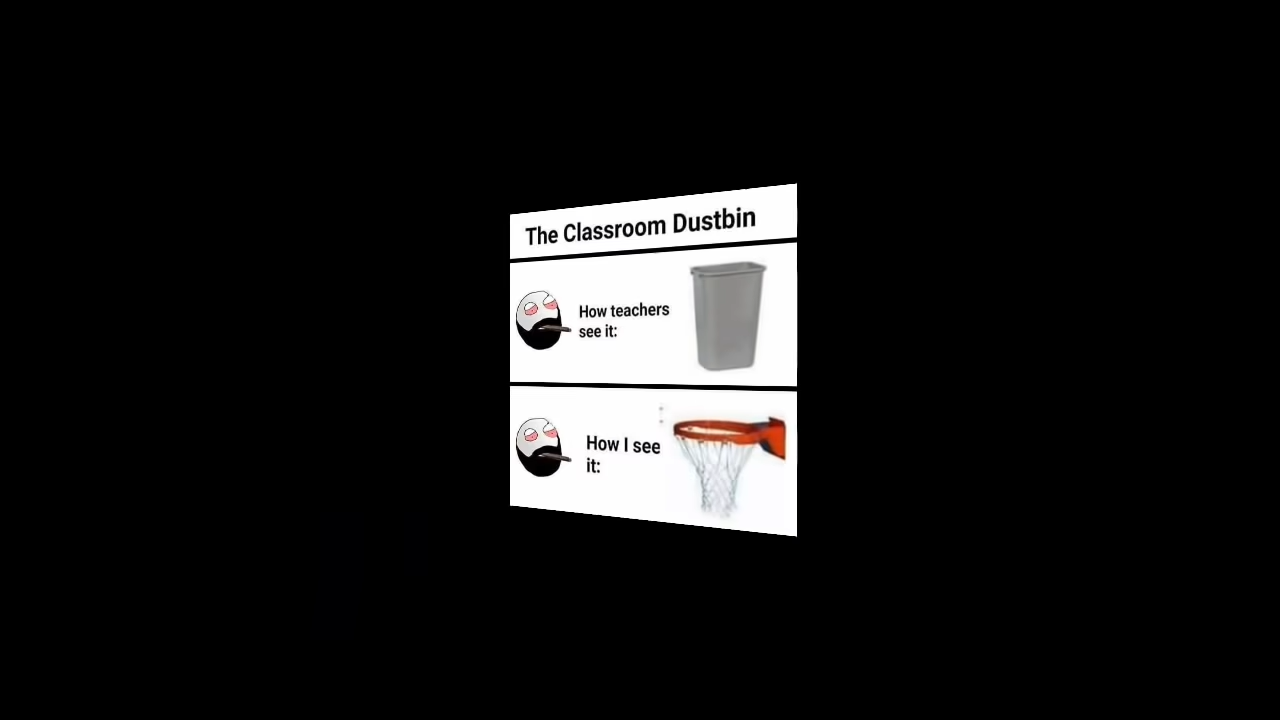 The Classroom Dustbin
How teachers
see it:
How I see
it: